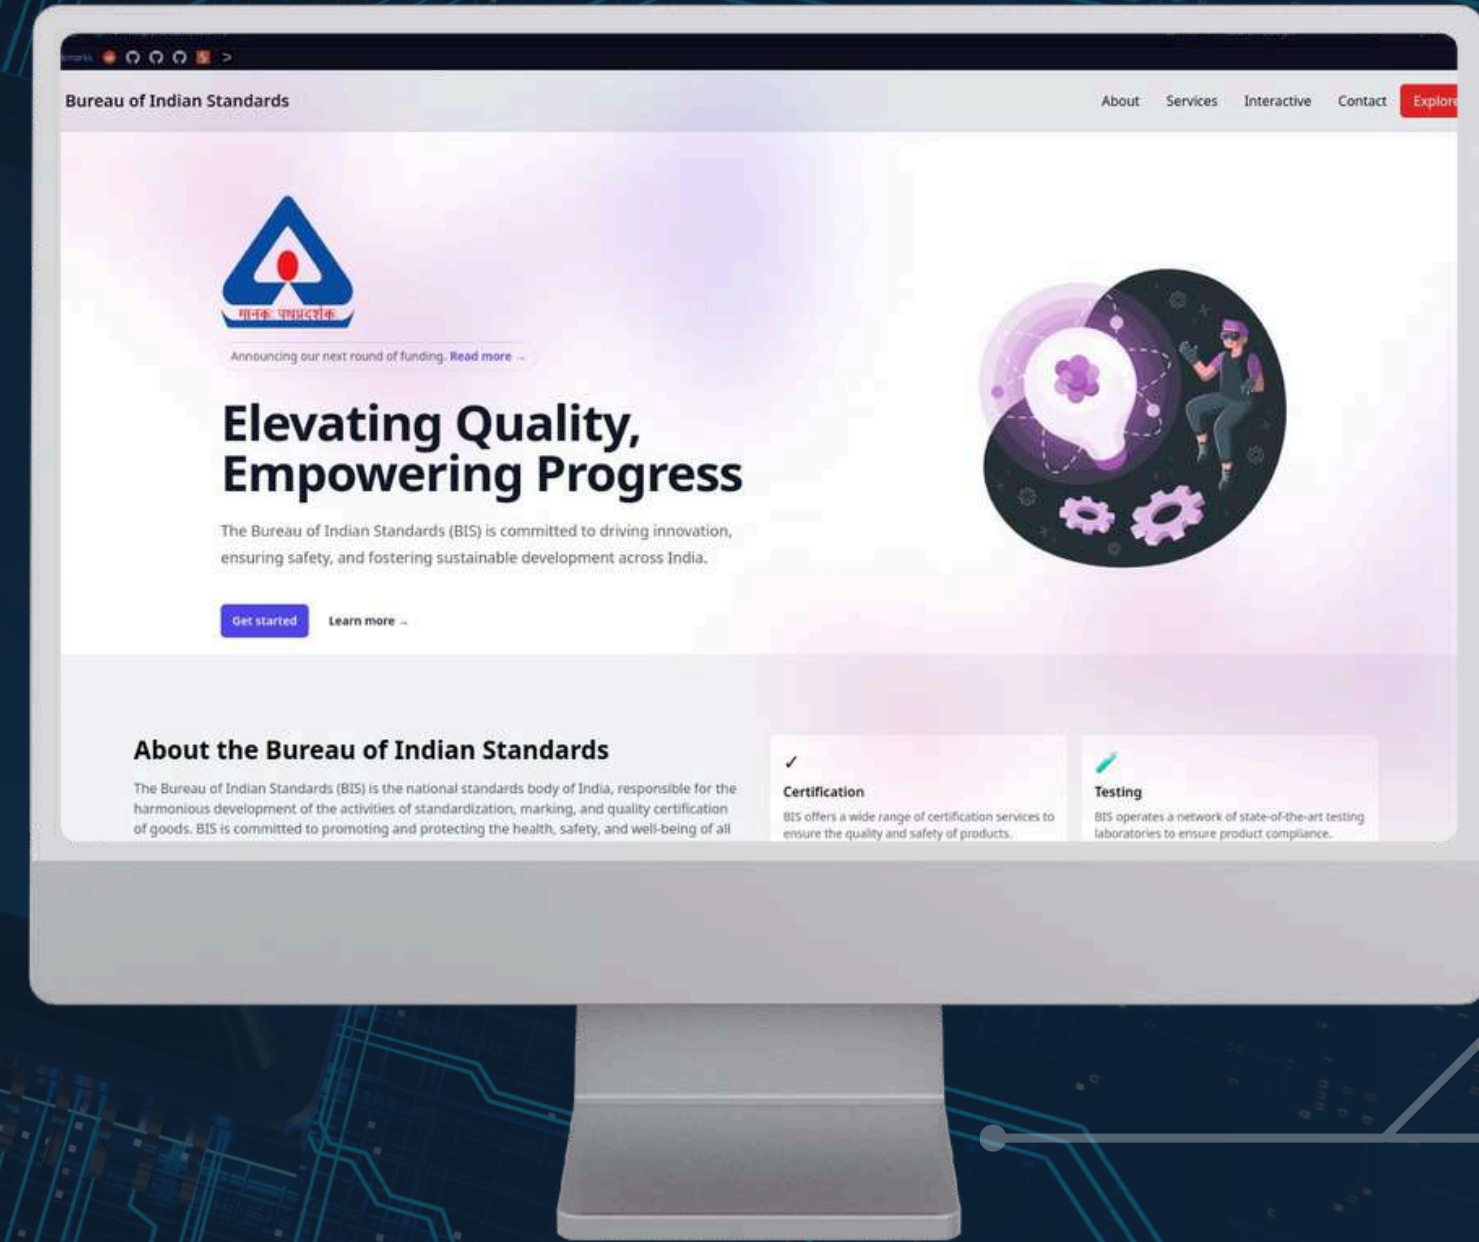 Bureau of Indian Standards
About Services Interactive Contact Explore
मानकः पथप्रदर्शकः
Announcing our next round of funding. Read more →
Elevating Quality,
Empowering Progress
The Bureau of Indian Standards (BIS) is committed to driving innovation,
ensuring safety, and fostering sustainable development across India.
Get started Learn more →
About the Bureau of Indian Standards
The Bureau of Indian Standards (BIS) is the national standards body of India, responsible for the
harmonious development of the activities of standardization, marking, and quality certification
of goods. BIS is committed to promoting and protecting the health, safety, and well-being of all
✓
Certification
BIS offers a wide range of certification services to
ensure the quality and safety of products.
Testing
BIS operates a network of state-of-the-art testing
laboratories to ensure product compliance.